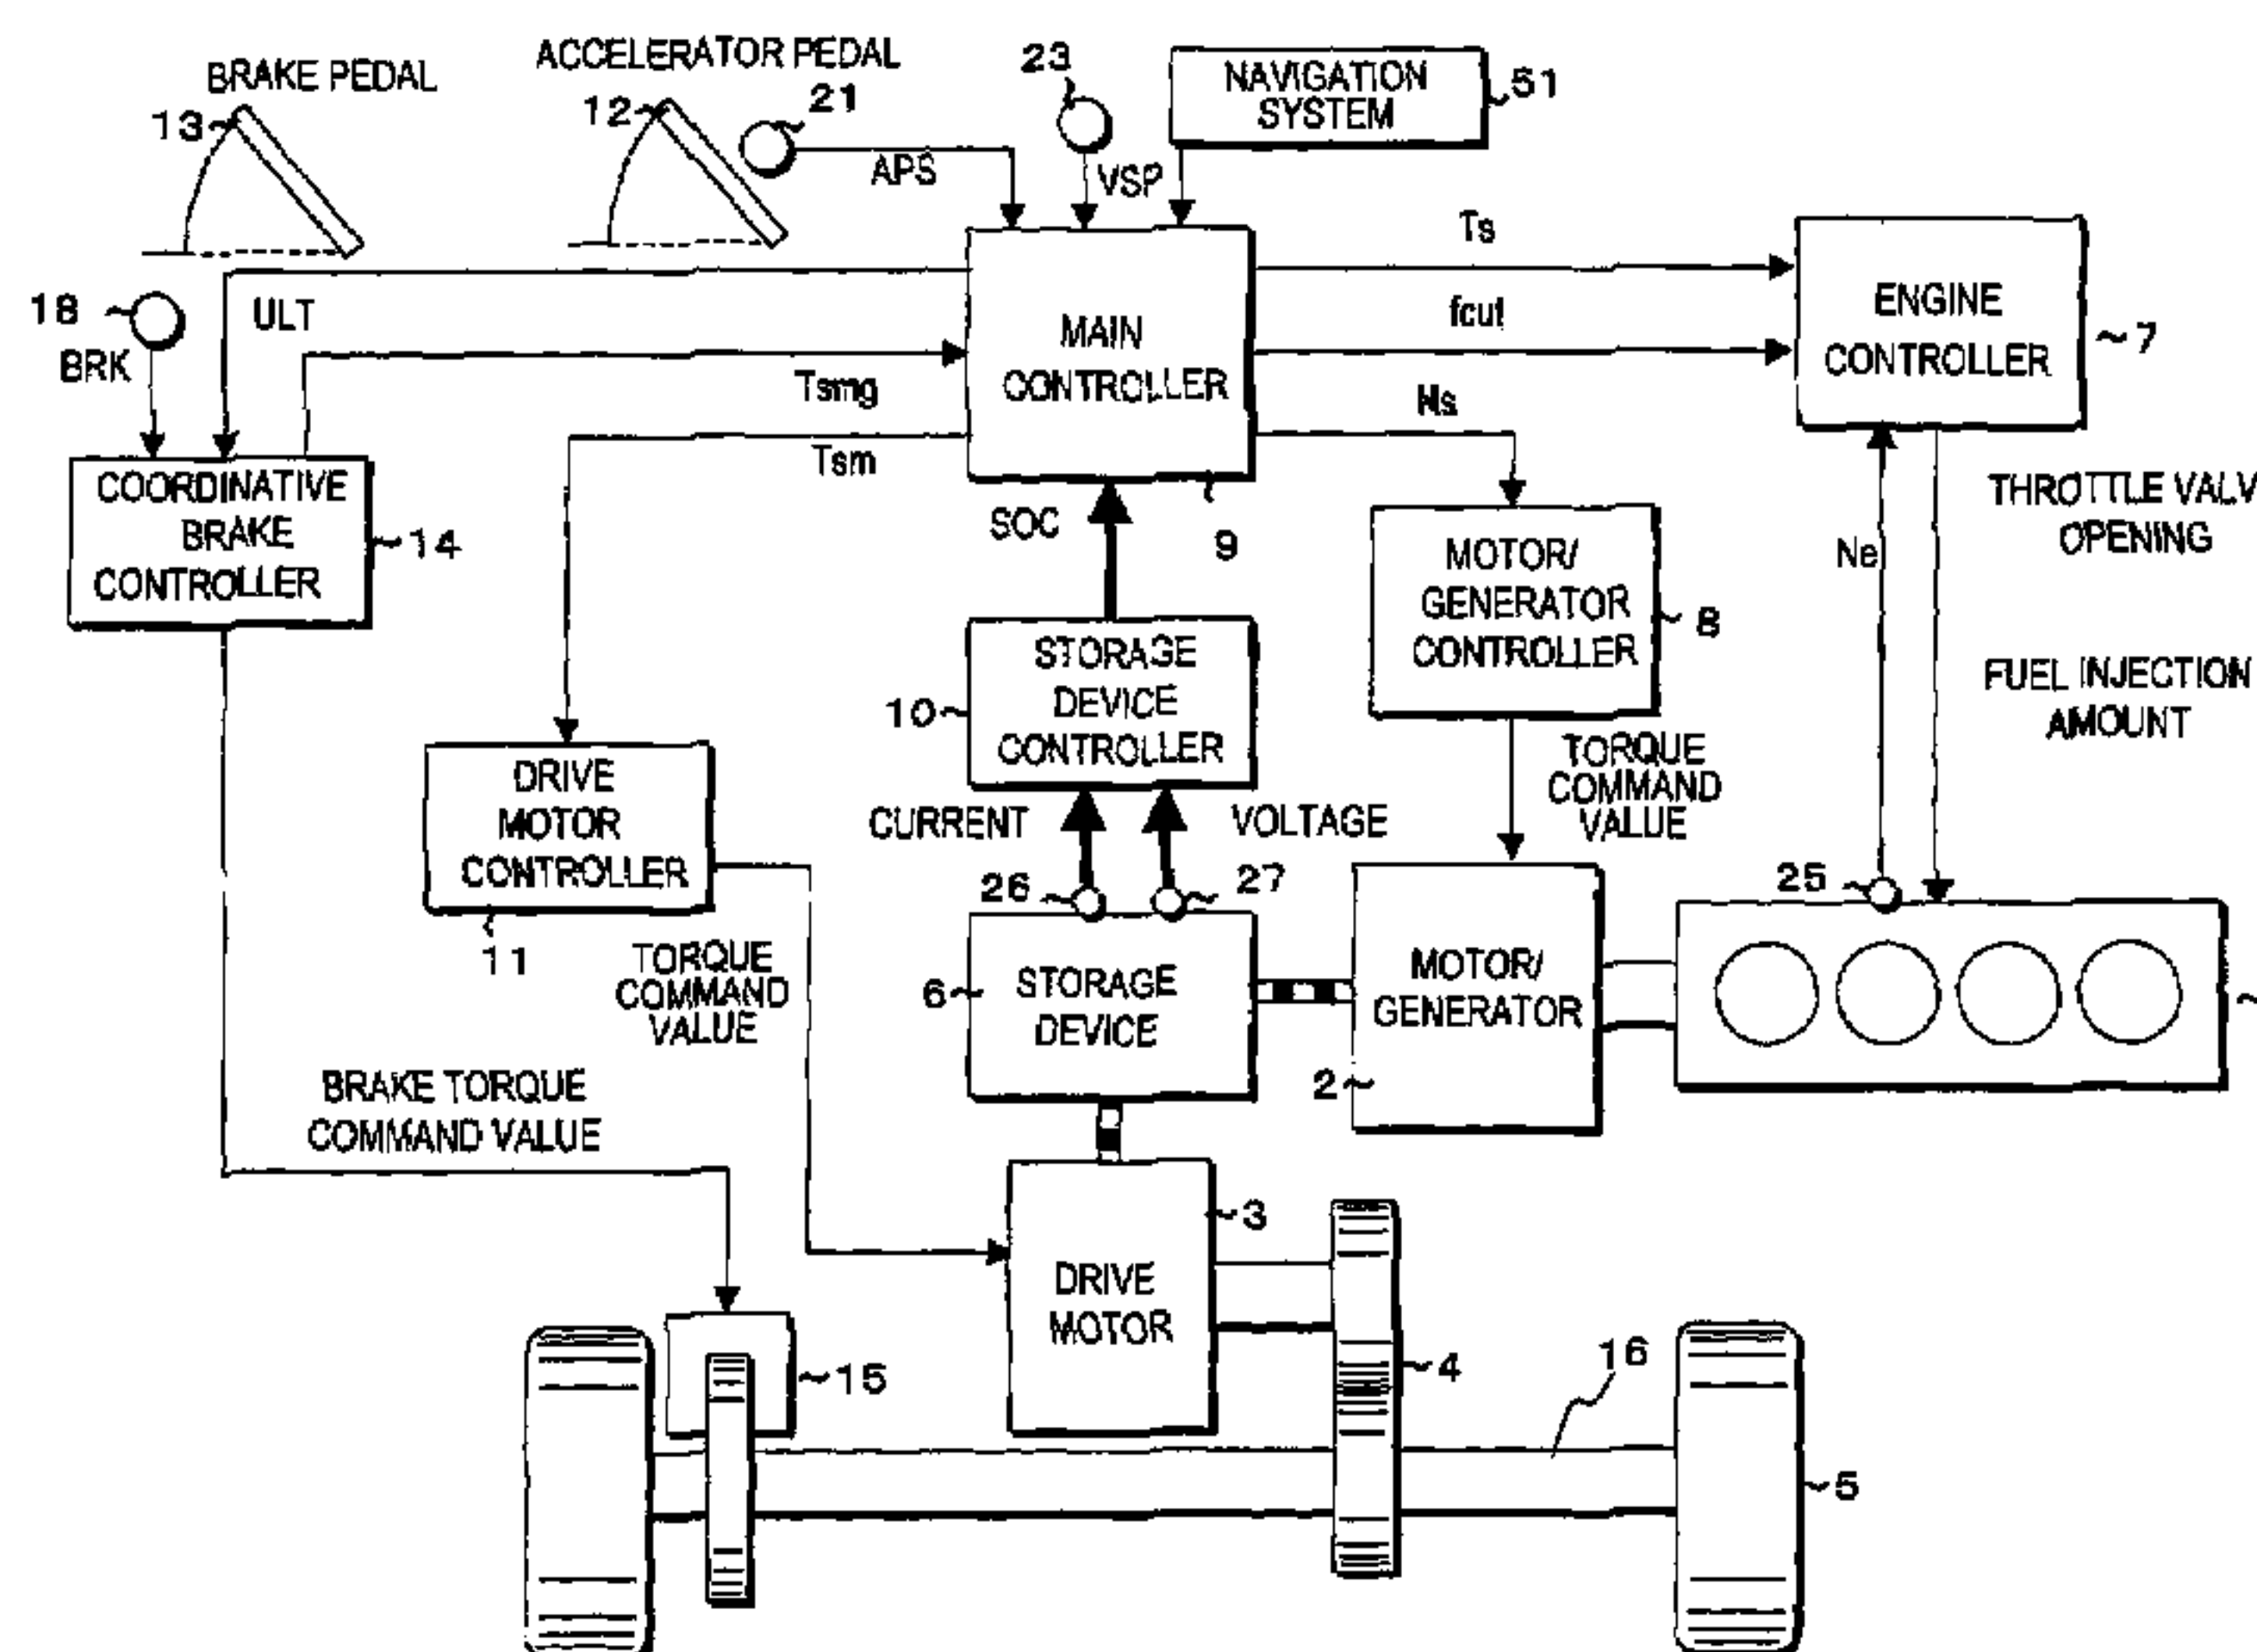 BRAKE PEDAL
13
ACCELERATOR PEDAL
12
21
APS
23
VSP
NAVIGATION
SYSTEM
51
18
BRK
ULT
Tsmg
Tsm
MAIN
CONTROLLER
9
Ts
fcut
Ns
ENGINE
CONTROLLER
7
COORDINATIVE
BRAKE
CONTROLLER
14
SOC
STORAGE
DEVICE
CONTROLLER
10
MOTOR/
GENERATOR
CONTROLLER
8
Ne
THROTTLE VALV
OPENING
FUEL INJECTION
AMOUNT
DRIVE
MOTOR
CONTROLLER
11
CURRENT
VOLTAGE
TORQUE
COMMAND
VALUE
26
27
25
TORQUE
COMMAND
VALUE
6
STORAGE
DEVICE
MOTOR/
GENERATOR
2
BRAKE TORQUE
COMMAND VALUE
3
DRIVE
MOTOR
15
4
16
5